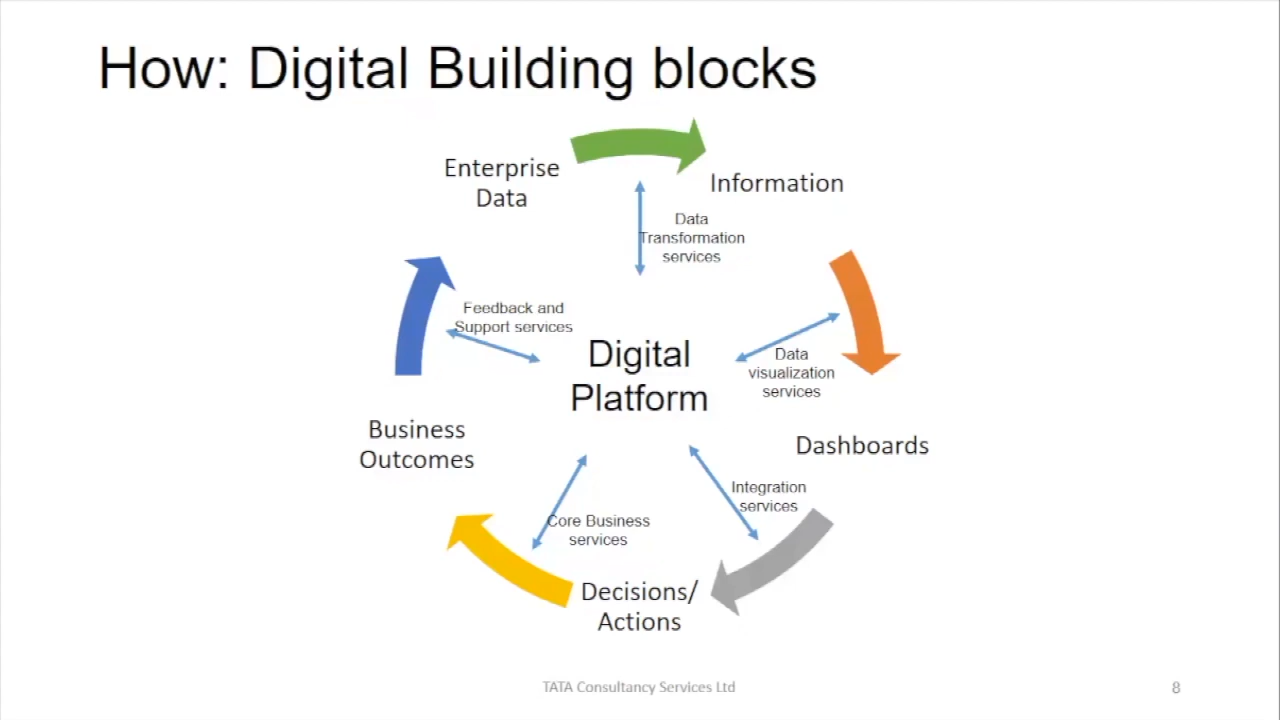 How: Digital Building blocks
Enterprise
Data
Information
Data
Transformation
services
Feedback and
Support services
Digital
Platform
Data
visualization
services
Business
Outcomes
Dashboards
Integration
services
Core Business
services
Decisions/
Actions
TATA Consultancy Services Ltd
8